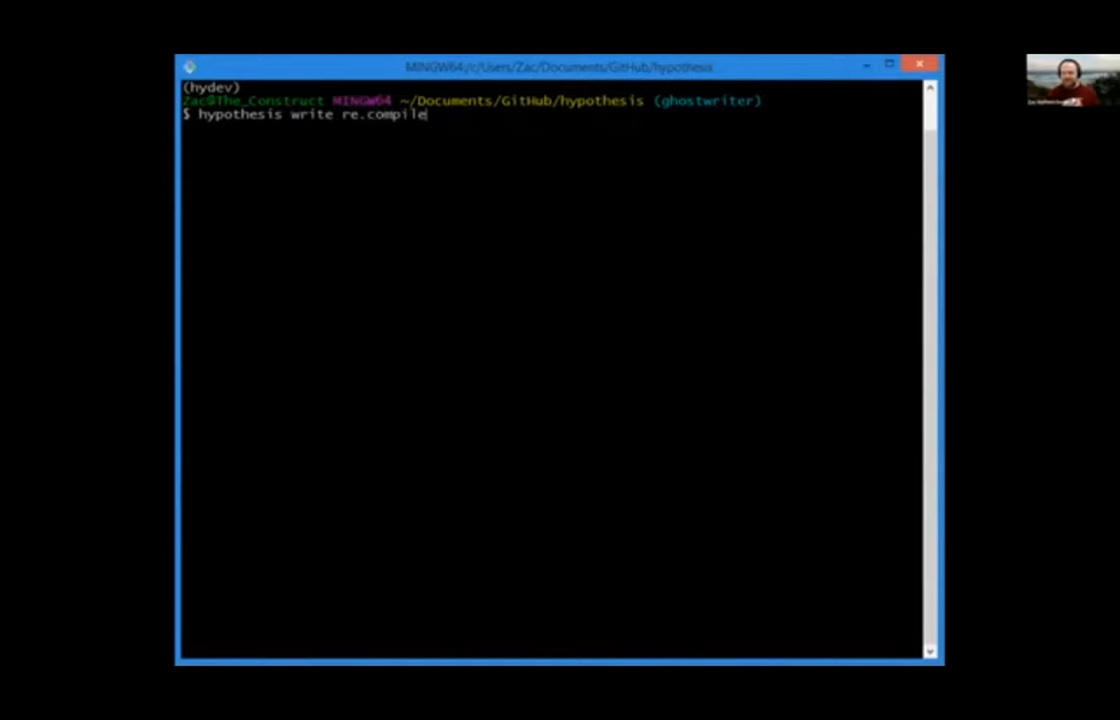 MINGW64:/c/Users/Zac/Documents/GitHub/hypothesis
(hydev)
Zac@The_Construct MINGW64 ~/Documents/GitHub/hypothesis (ghostwriter)
$ hypothesis write re.compile